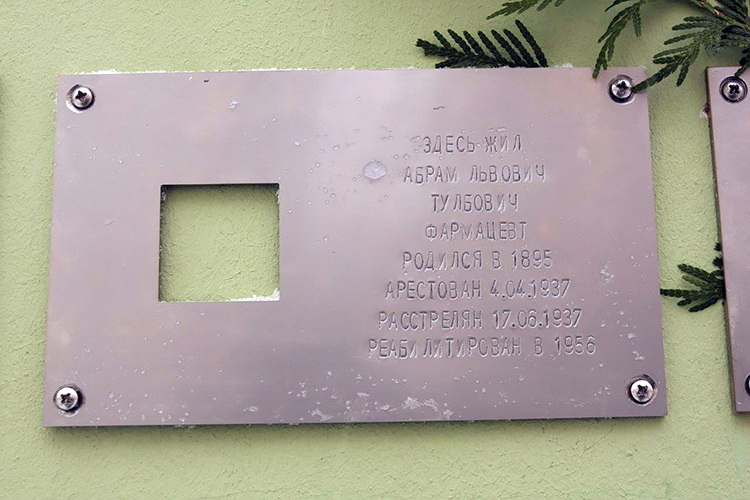 ЗДЕСЬ ЖИЛ
АБРАМ ЛЬВОВИЧ
ТУЛБОВИЧ
ФАРМАЦЕВТ
РОДИЛСЯ В 1895
АРЕСТОВАН 4.04.1937
РАССТРЕЛЯН 17.06.1937
РЕАБИЛИТИРОВАН В 1956